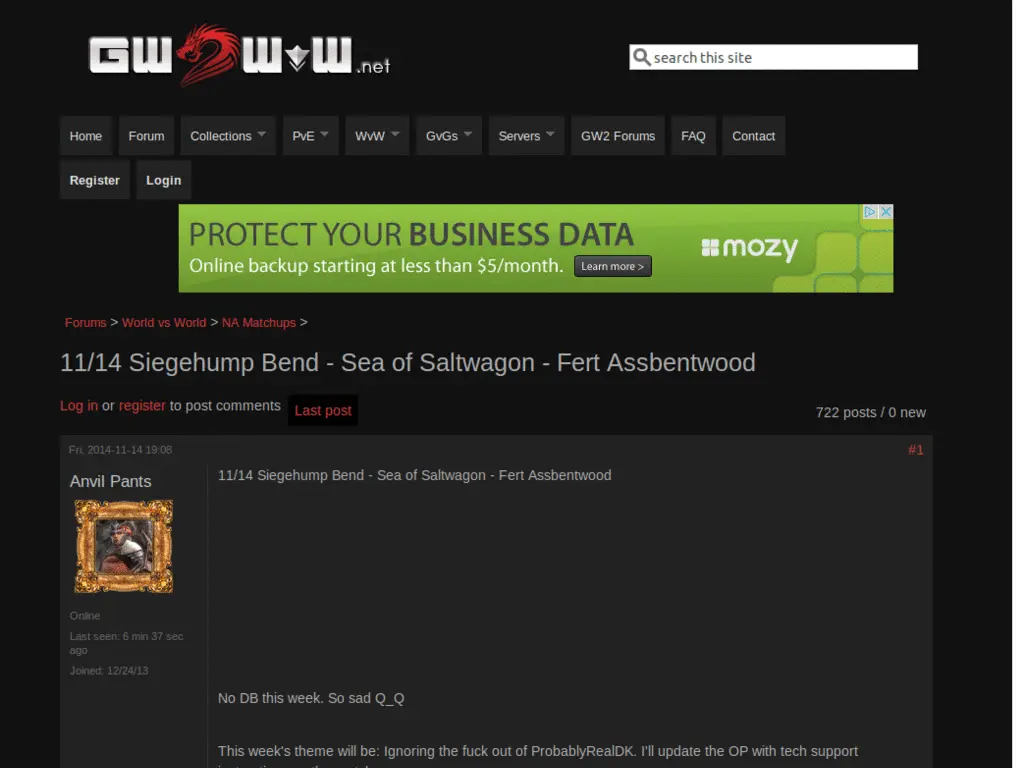 GW2WvW.net
search this site
Home Forum Collections PvE WvW GvGs Servers GW2 Forums FAQ Contact
Register Login
PROTECT YOUR BUSINESS DATA
Online backup starting at less than $5/month. Learn more >
mozy
Forums > World vs World > NA Matchups >
11/14 Siegehump Bend - Sea of Saltwagon - Fert Assbentwood
Log in or register to post comments Last post
722 posts / 0 new
Fri, 2014-11-14 19:08
#1
Anvil Pants
Online
Last seen: 6 min 37 sec
ago
Joined: 12/24/13
11/14 Siegehump Bend - Sea of Saltwagon - Fert Assbentwood
No DB this week. So sad Q_Q
This week's theme will be: Ignoring the fuck out of ProbablyRealDK. I'll update the OP with tech support